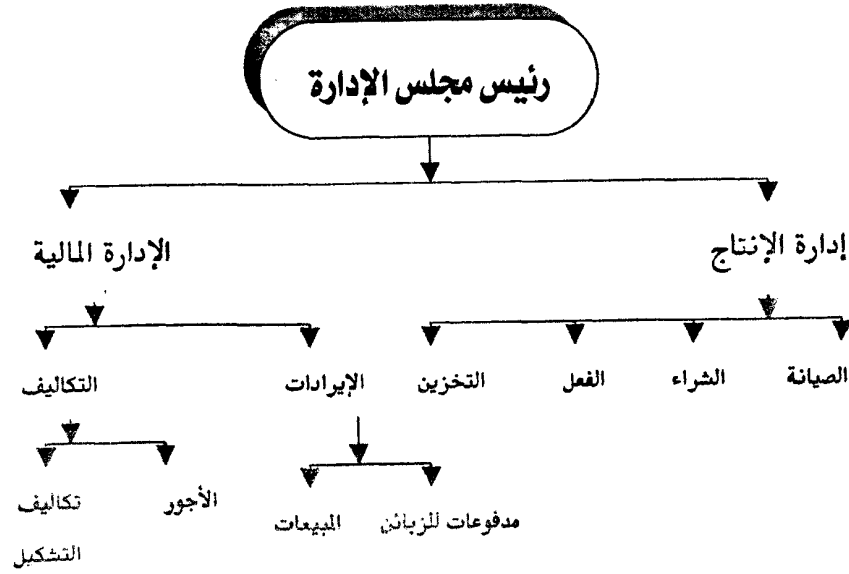 رئيس مجلس الإدارة
إدارة الإنتاج
الإدارة المالية
الصيانة
الشراء
الفعل
التخزين
الإيرادات
التكاليف
مدفوعات للزبائن
المبيعات
الأجور
تكاليف
التشكيل